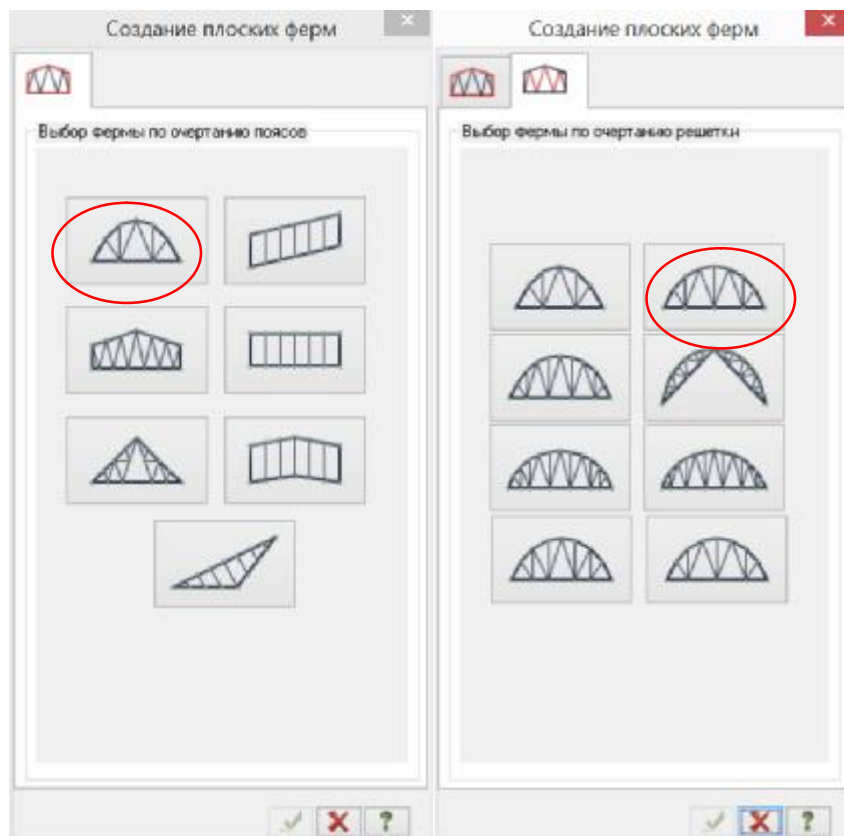 Создание плоских ферм
Выбор фермы по очертанию поясов
?
Создание плоских ферм
Выбор фермы по очертанию решетки
?